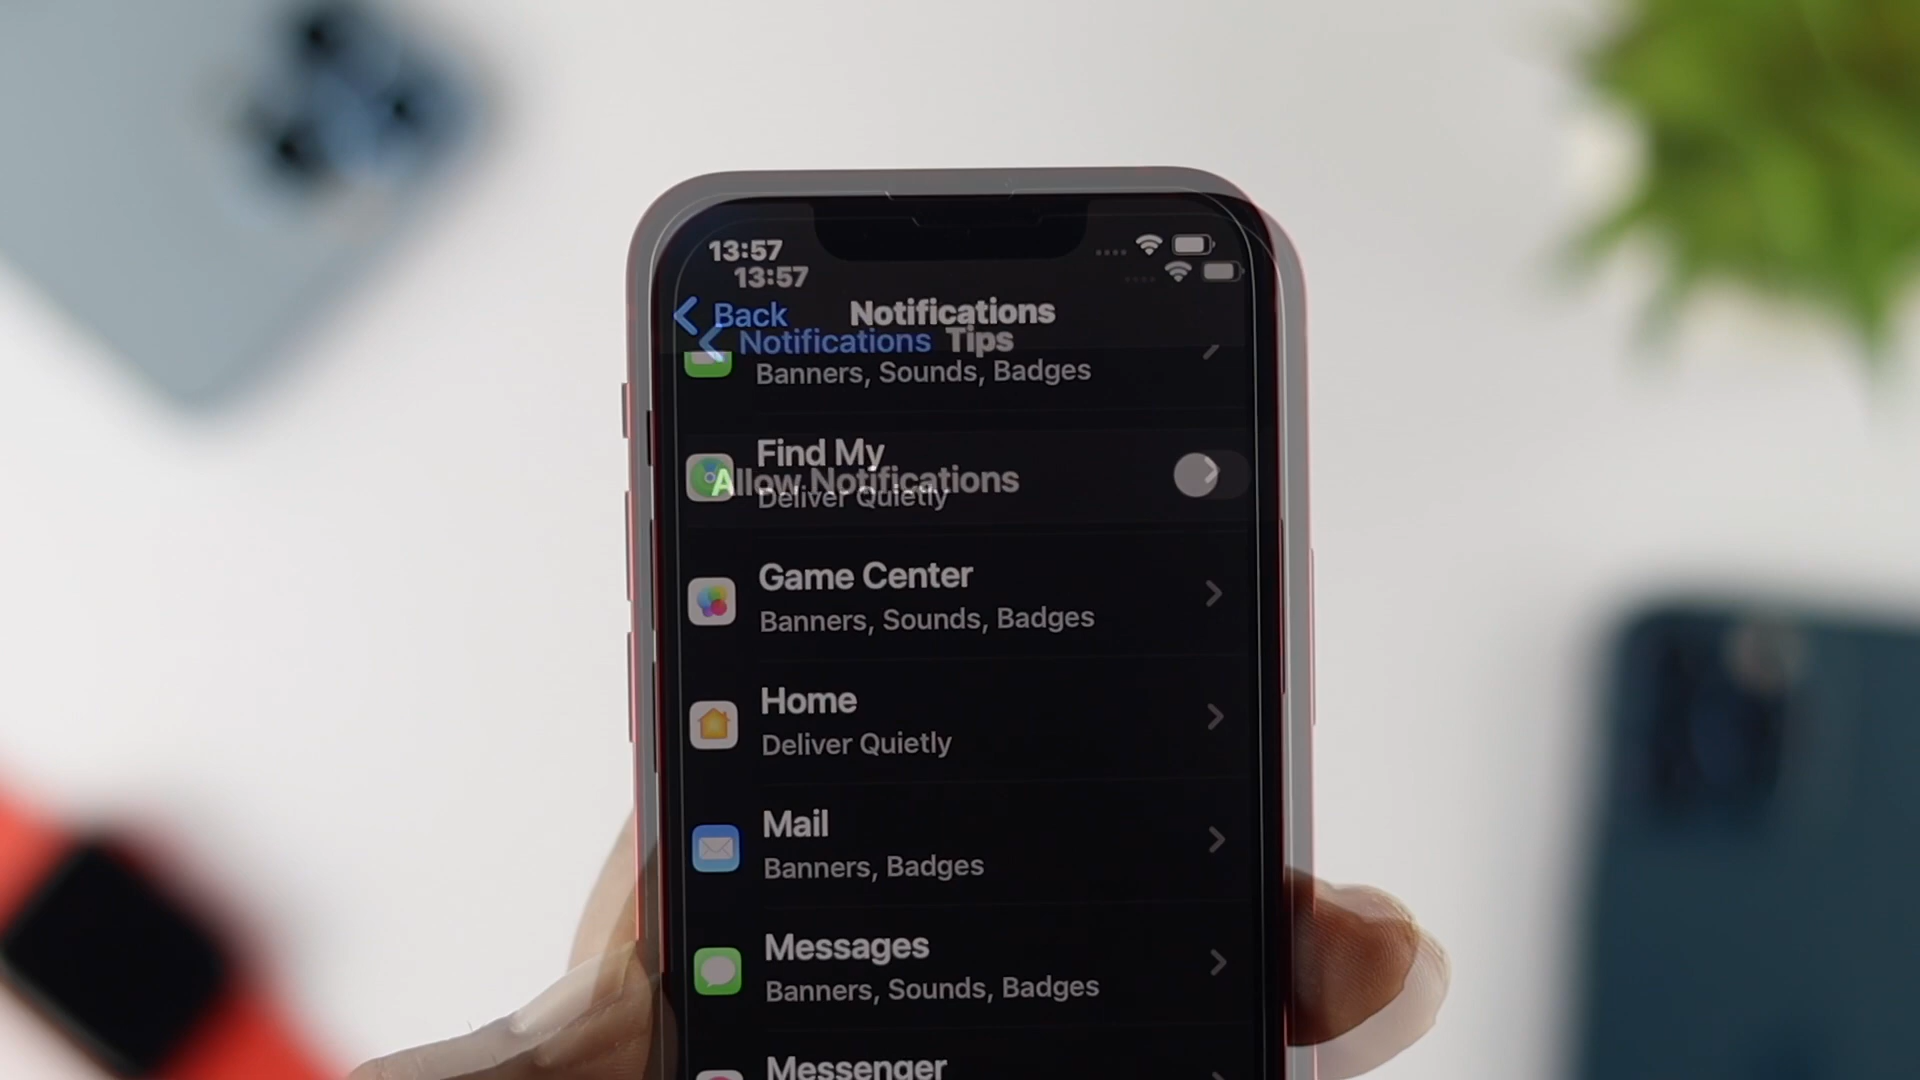 13:57
13:57
Back
Notifications
Notifications
Tips
Banners, Sounds, Badges
Find My
Allow Notifications
Deliver Quietly
Game Center
Banners, Sounds, Badges
Home
Deliver Quietly
Mail
Banners, Badges
Messages
Banners, Sounds, Badges
Messenger